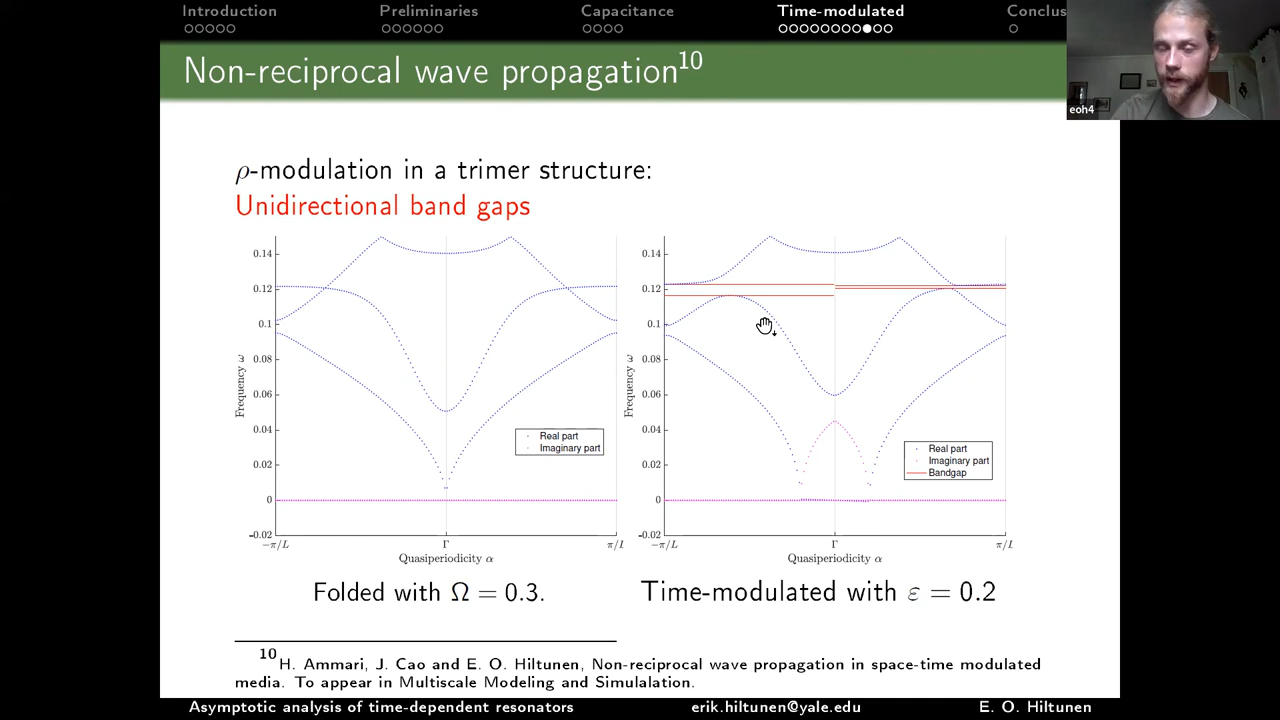 Introduction Preliminaries Capacitance Time-modulated Conclus
Non-reciprocal wave propagation10
eoh4
ρ-modulation in a trimer structure:
Unidirectional band gaps
0.14
0.12
0.1
0.08
0.06
0.04
0.02
0
-0.02
Frequency ω
Real part
Imaginary part
−π/L Γ π/L
Quasiperiodicity α
Folded with Ω = 0.3.
0.14
0.12
0.1
0.08
0.06
0.04
0.02
0
-0.02
Frequency ω
Real part
Imaginary part
Bandgap
−π/L Γ π/L
Quasiperiodicity α
Time-modulated with ε = 0.2
10H. Ammari, J. Cao and E. O. Hiltunen, Non-reciprocal wave propagation in space-time modulated
media. To appear in Multiscale Modeling and Simulalation.
Asymptotic analysis of time-dependent resonators erik.hiltunen@yale.edu E. O. Hiltunen